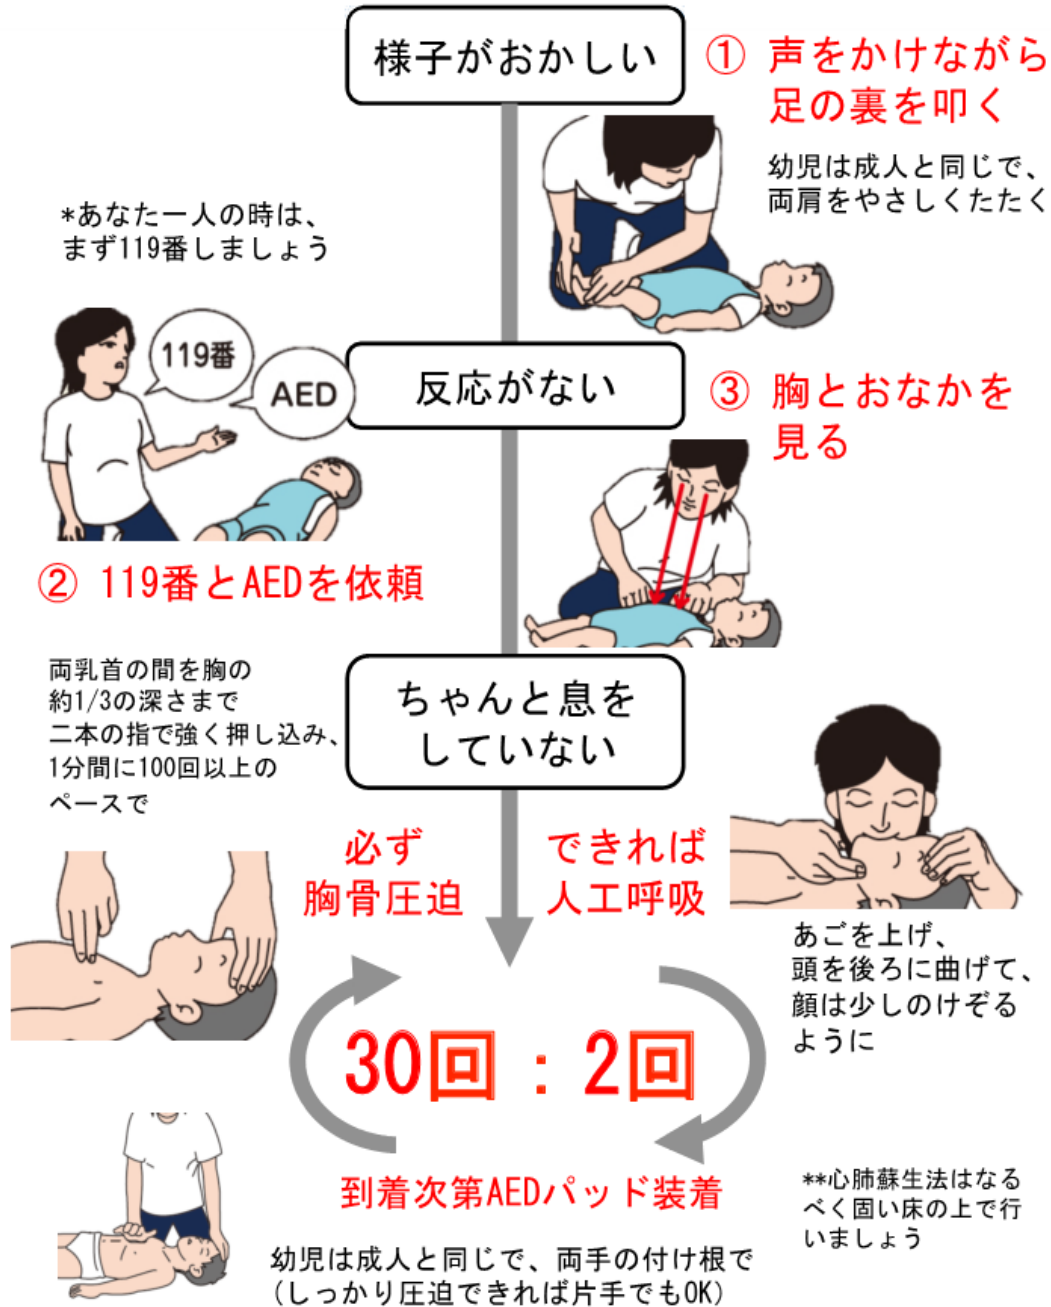 様子がおかしい
① 声をかけながら
足の裏を叩く
幼児は成人と同じで、
両肩をやさしくたたく
*あなた一人の時は、
まず119番しましょう
119番
AED
反応がない
② 119番とAEDを依頼
③ 胸とおなかを
見る
ちゃんと息を
していない
両乳首の間を胸の
約1/3の深さまで
二本の指で強く押し込み、
1分間に100回以上の
ペースで
必ず
胸骨圧迫
できれば
人工呼吸
あごを上げ、
頭を後ろに曲げて、
顔は少しのけぞる
ように
30回：2回
到着次第AEDパッド装着
幼児は成人と同じで、両手の付け根で
(しっかり圧迫できれば片手でもOK)
**心肺蘇生法はなる
べく固い床の上で行
いましょう